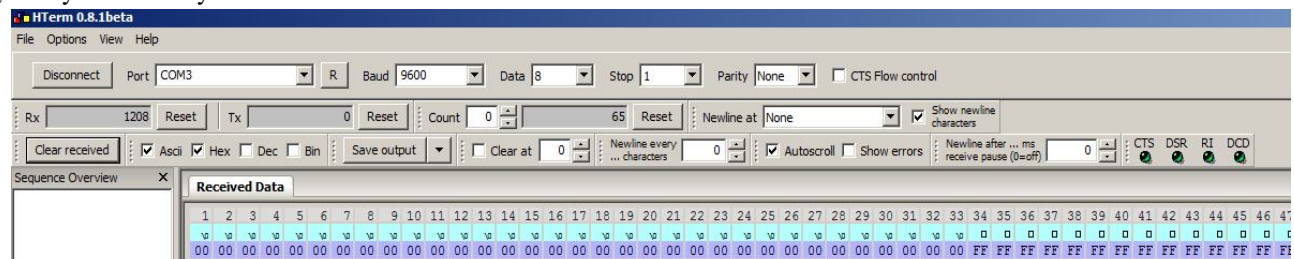 HTerm 0.8.1beta
File Options View Help
Disconnect Port COM3 R Baud 9600 Data 8 Stop 1 Parity None CTS Flow control
Rx 1208 Reset Tx 0 Reset Count 0 65 Reset Newline at None Show newline characters
Clear received Ascii Hex Dec Bin Save output Clear at 0 Newline every ... characters 0 Autoscroll Show errors Newline after ... ms receive pause (0=off) 0 CTS DSR RI DCD
Sequence Overview X Received Data
1 2 3 4 5 6 7 8 9 10 11 12 13 14 15 16 17 18 19 20 21 22 23 24 25 26 27 28 29 30 31 32 33 34 35 36 37 38 39 40 41 42 43 44 45 46 47
\0 \0 \0 \0 \0 \0 \0 \0 \0 \0 \0 \0 \0 \0 \0 \0 \0 \0 \0 \0 \0 \0 \0 \0 \0 \0 \0 \0 \0 \0 \0 \0 \0
00 00 00 00 00 00 00 00 00 00 00 00 00 00 00 00 00 00 00 00 00 00 00 00 00 00 00 00 00 00 00 00 00 FF FF FF FF FF FF FF FF FF FF FF FF FF FF